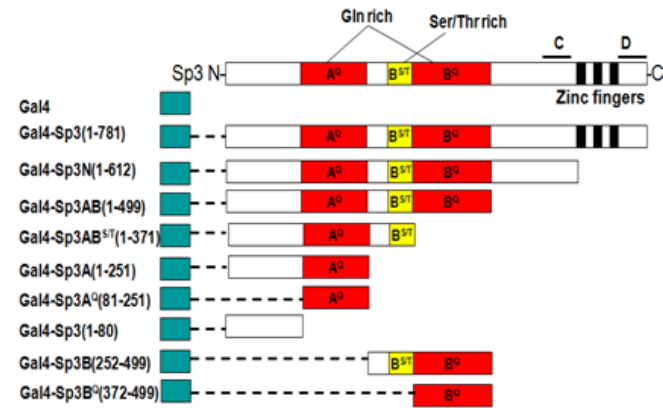 Gln rich
Ser/Thr rich
C D
Sp3 N- A^Q B^S/T B^Q -C
Zinc fingers
Gal4
Gal4-Sp3(1-781) A^Q B^S/T B^Q
Gal4-Sp3N(1-612) A^Q B^S/T B^Q
Gal4-Sp3AB(1-499) A^Q B^S/T B^Q
Gal4-Sp3AB^S/T(1-371) A^Q B^S/T
Gal4-Sp3A(1-251) A^Q
Gal4-Sp3A^Q(81-251) A^Q
Gal4-Sp3(1-80)
Gal4-Sp3B(252-499) B^S/T B^Q
Gal4-Sp3B^Q(372-499) B^Q